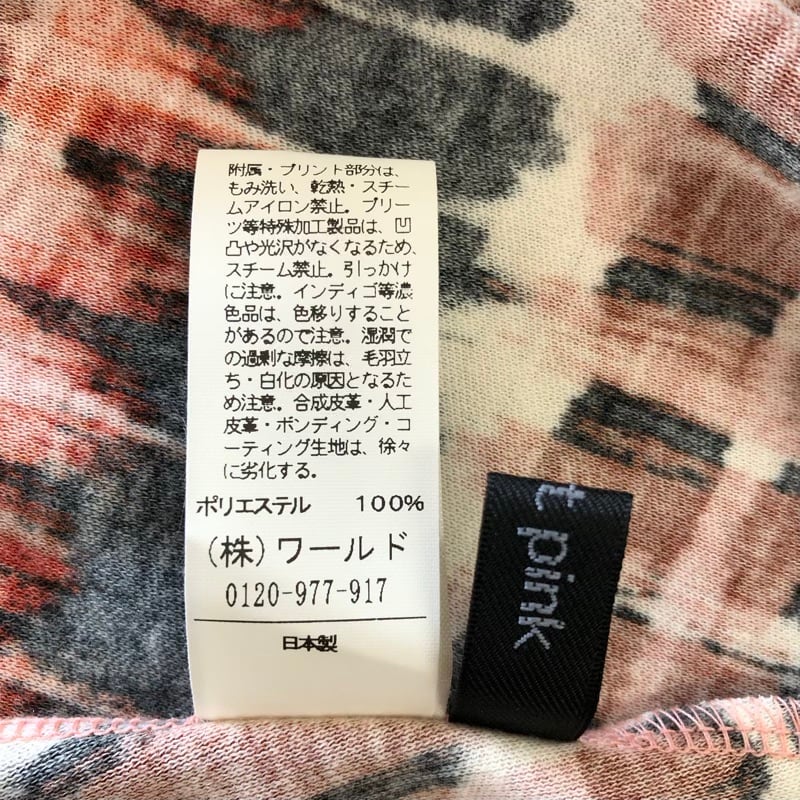 附属・プリント部分は、
もみ洗い、乾熱・スチー
ムアイロン禁止。プリー
ツ等特殊加工製品は、凹
凸や光沢がなくなるため、
スチーム禁止。引っかけ
に注意。インディゴ等濃
色品は、色移りすること
があるので注意。湿潤で
の過剰な摩擦は、毛羽立
ち・白化の原因となるた
め注意。合成皮革・人工
皮革・ボンディング・コ
ーティング生地は、徐々
に劣化する。
ポリエステル 100%
(株)ワールド
0120-977-917
日本製
t pink